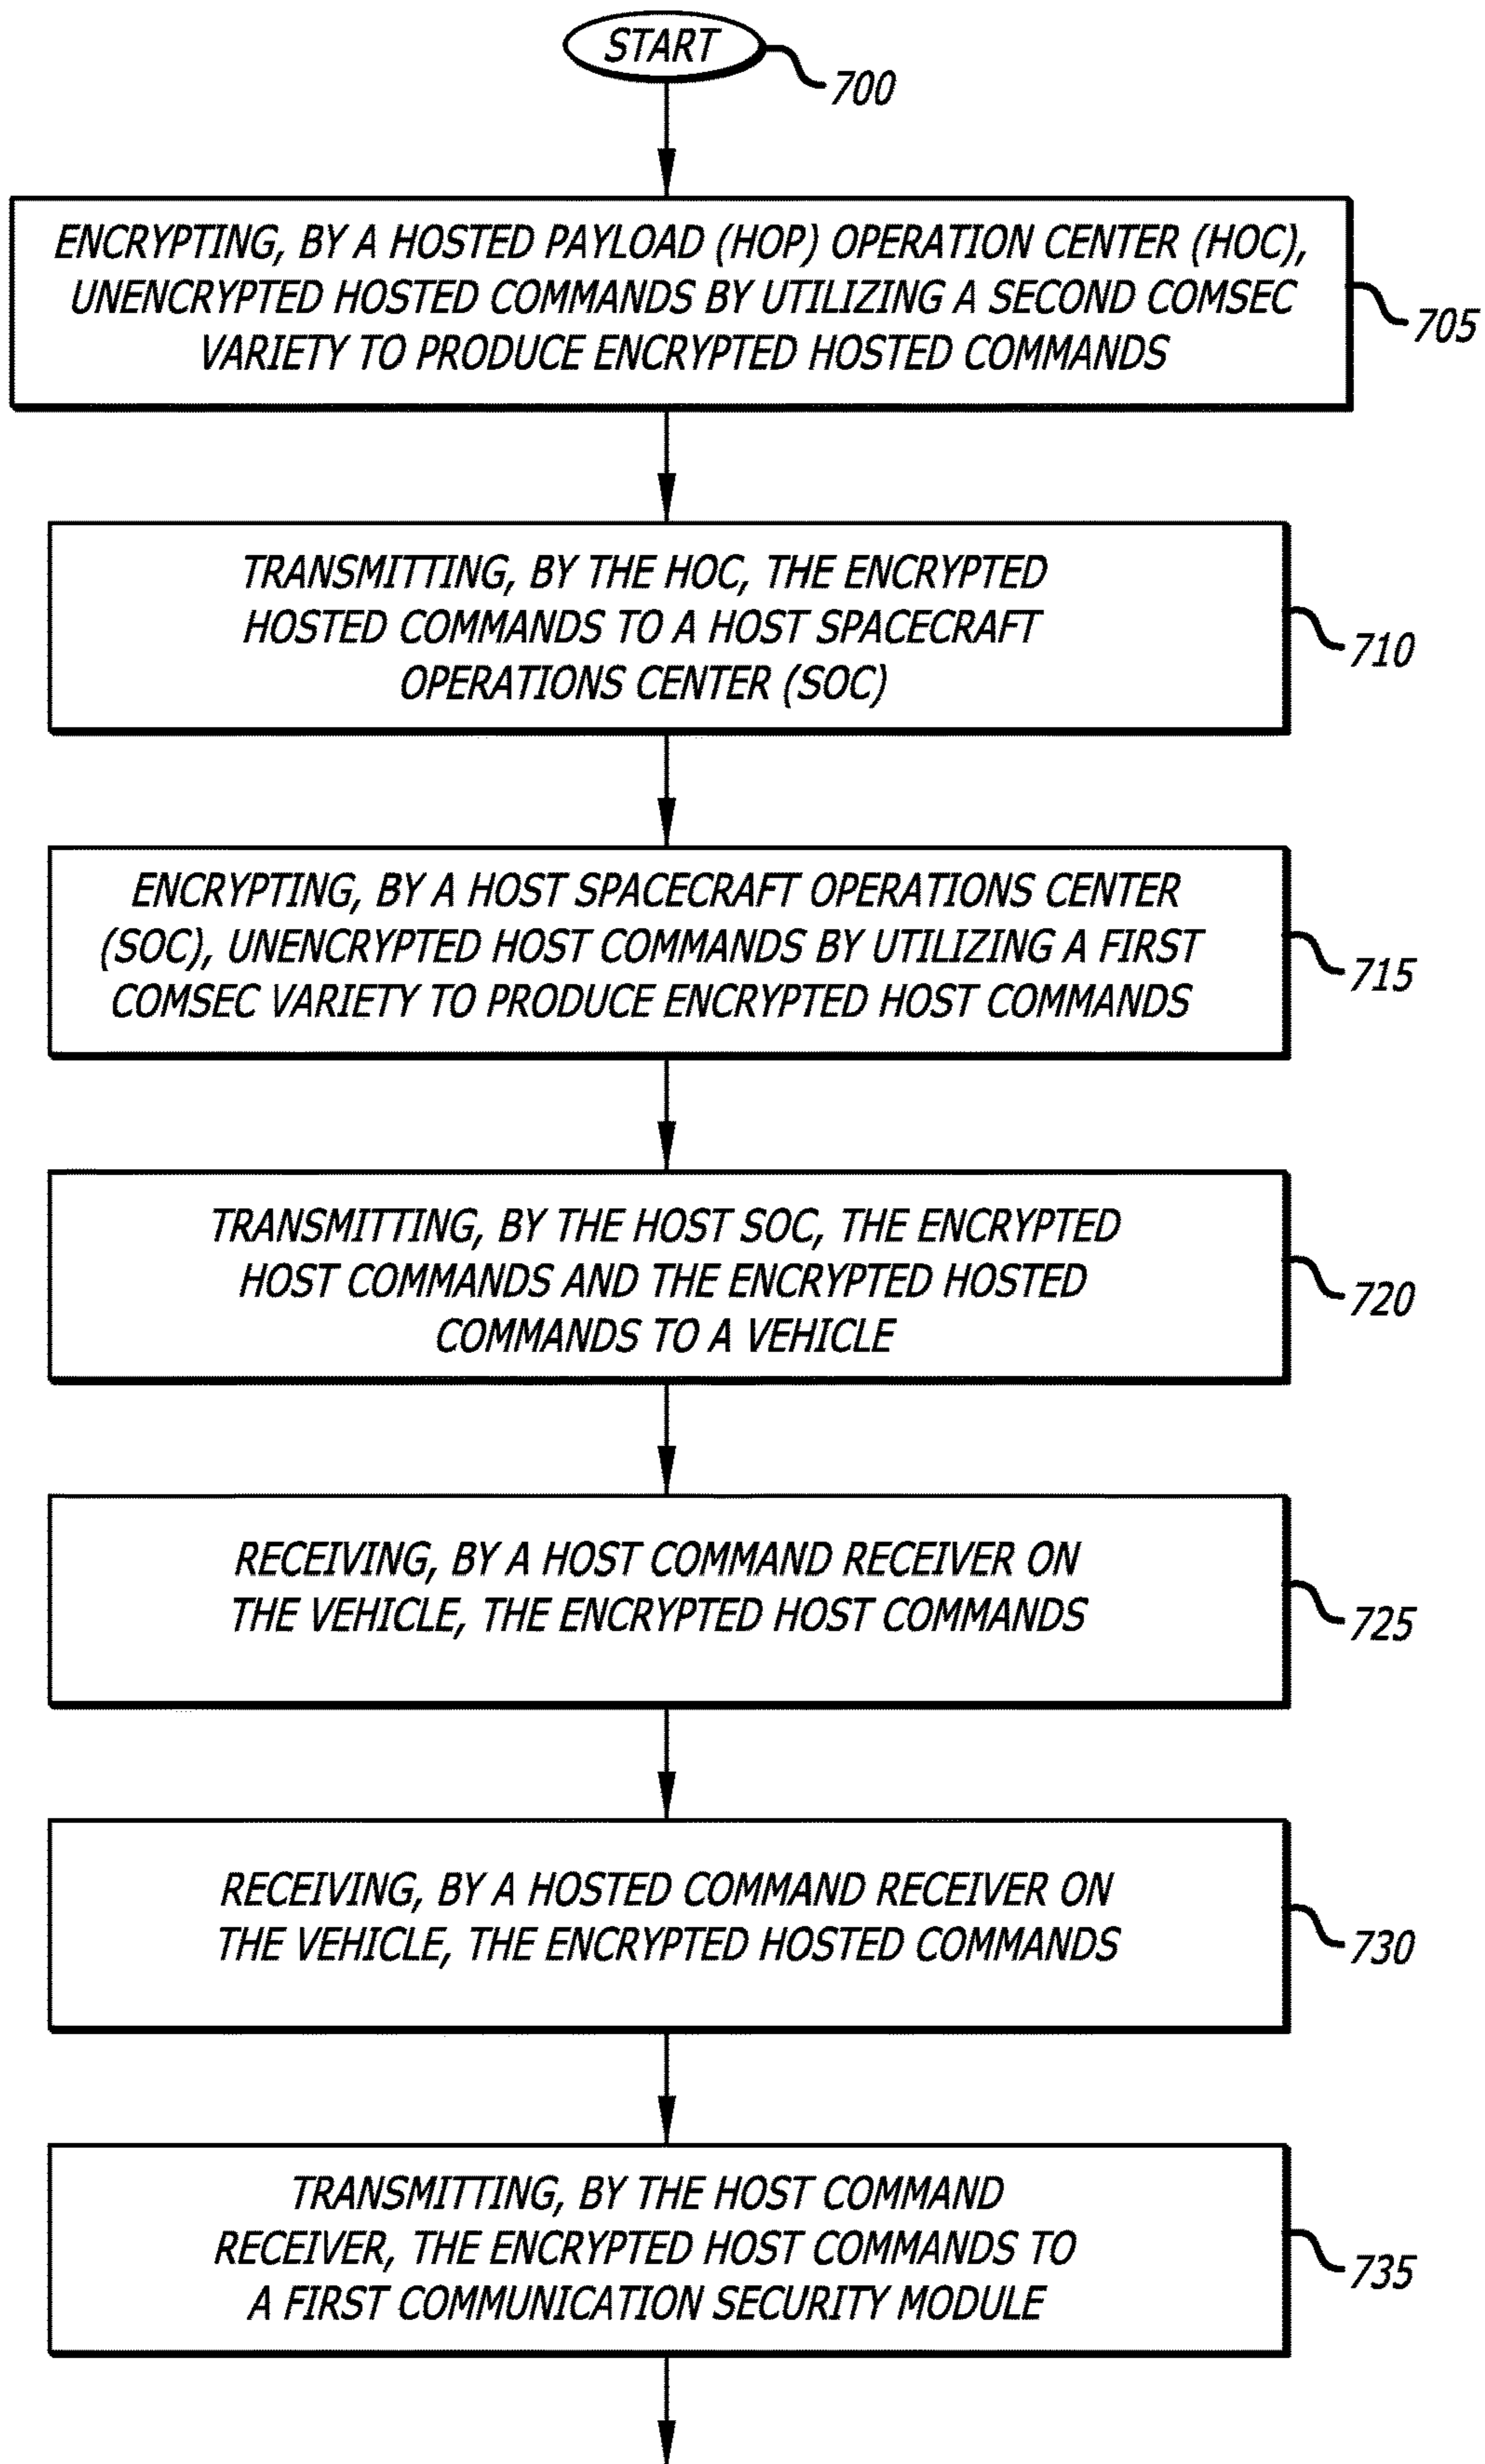 START
700
ENCRYPTING, BY A HOSTED PAYLOAD (HOP) OPERATION CENTER (HOC),
UNENCRYPTED HOSTED COMMANDS BY UTILIZING A SECOND COMSEC
VARIETY TO PRODUCE ENCRYPTED HOSTED COMMANDS
705
TRANSMITTING, BY THE HOC, THE ENCRYPTED
HOSTED COMMANDS TO A HOST SPACECRAFT
OPERATIONS CENTER (SOC)
710
ENCRYPTING, BY A HOST SPACECRAFT OPERATIONS CENTER
(SOC), UNENCRYPTED HOST COMMANDS BY UTILIZING A FIRST
COMSEC VARIETY TO PRODUCE ENCRYPTED HOST COMMANDS
715
TRANSMITTING, BY THE HOST SOC, THE ENCRYPTED
HOST COMMANDS AND THE ENCRYPTED HOSTED
COMMANDS TO A VEHICLE
720
RECEIVING, BY A HOST COMMAND RECEIVER ON
THE VEHICLE, THE ENCRYPTED HOST COMMANDS
725
RECEIVING, BY A HOSTED COMMAND RECEIVER ON
THE VEHICLE, THE ENCRYPTED HOSTED COMMANDS
730
TRANSMITTING, BY THE HOST COMMAND
RECEIVER, THE ENCRYPTED HOST COMMANDS TO
A FIRST COMMUNICATION SECURITY MODULE
735